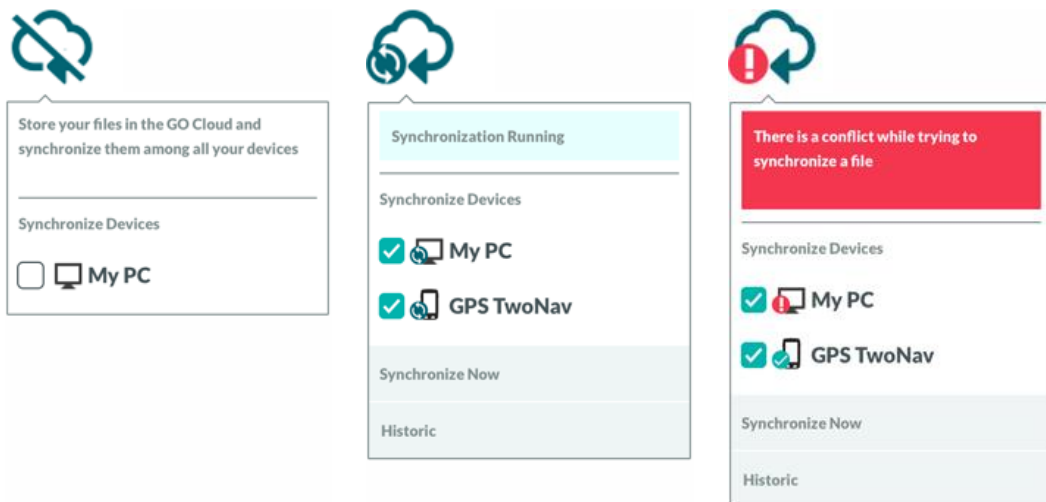 Store your files in the GO Cloud and
synchronize them among all your devices
Synchronize Devices
My PC
Synchronization Running
Synchronize Devices
My PC
GPS TwoNav
Synchronize Now
Historic
There is a conflict while trying to
synchronize a file
Synchronize Devices
My PC
GPS TwoNav
Synchronize Now
Historic